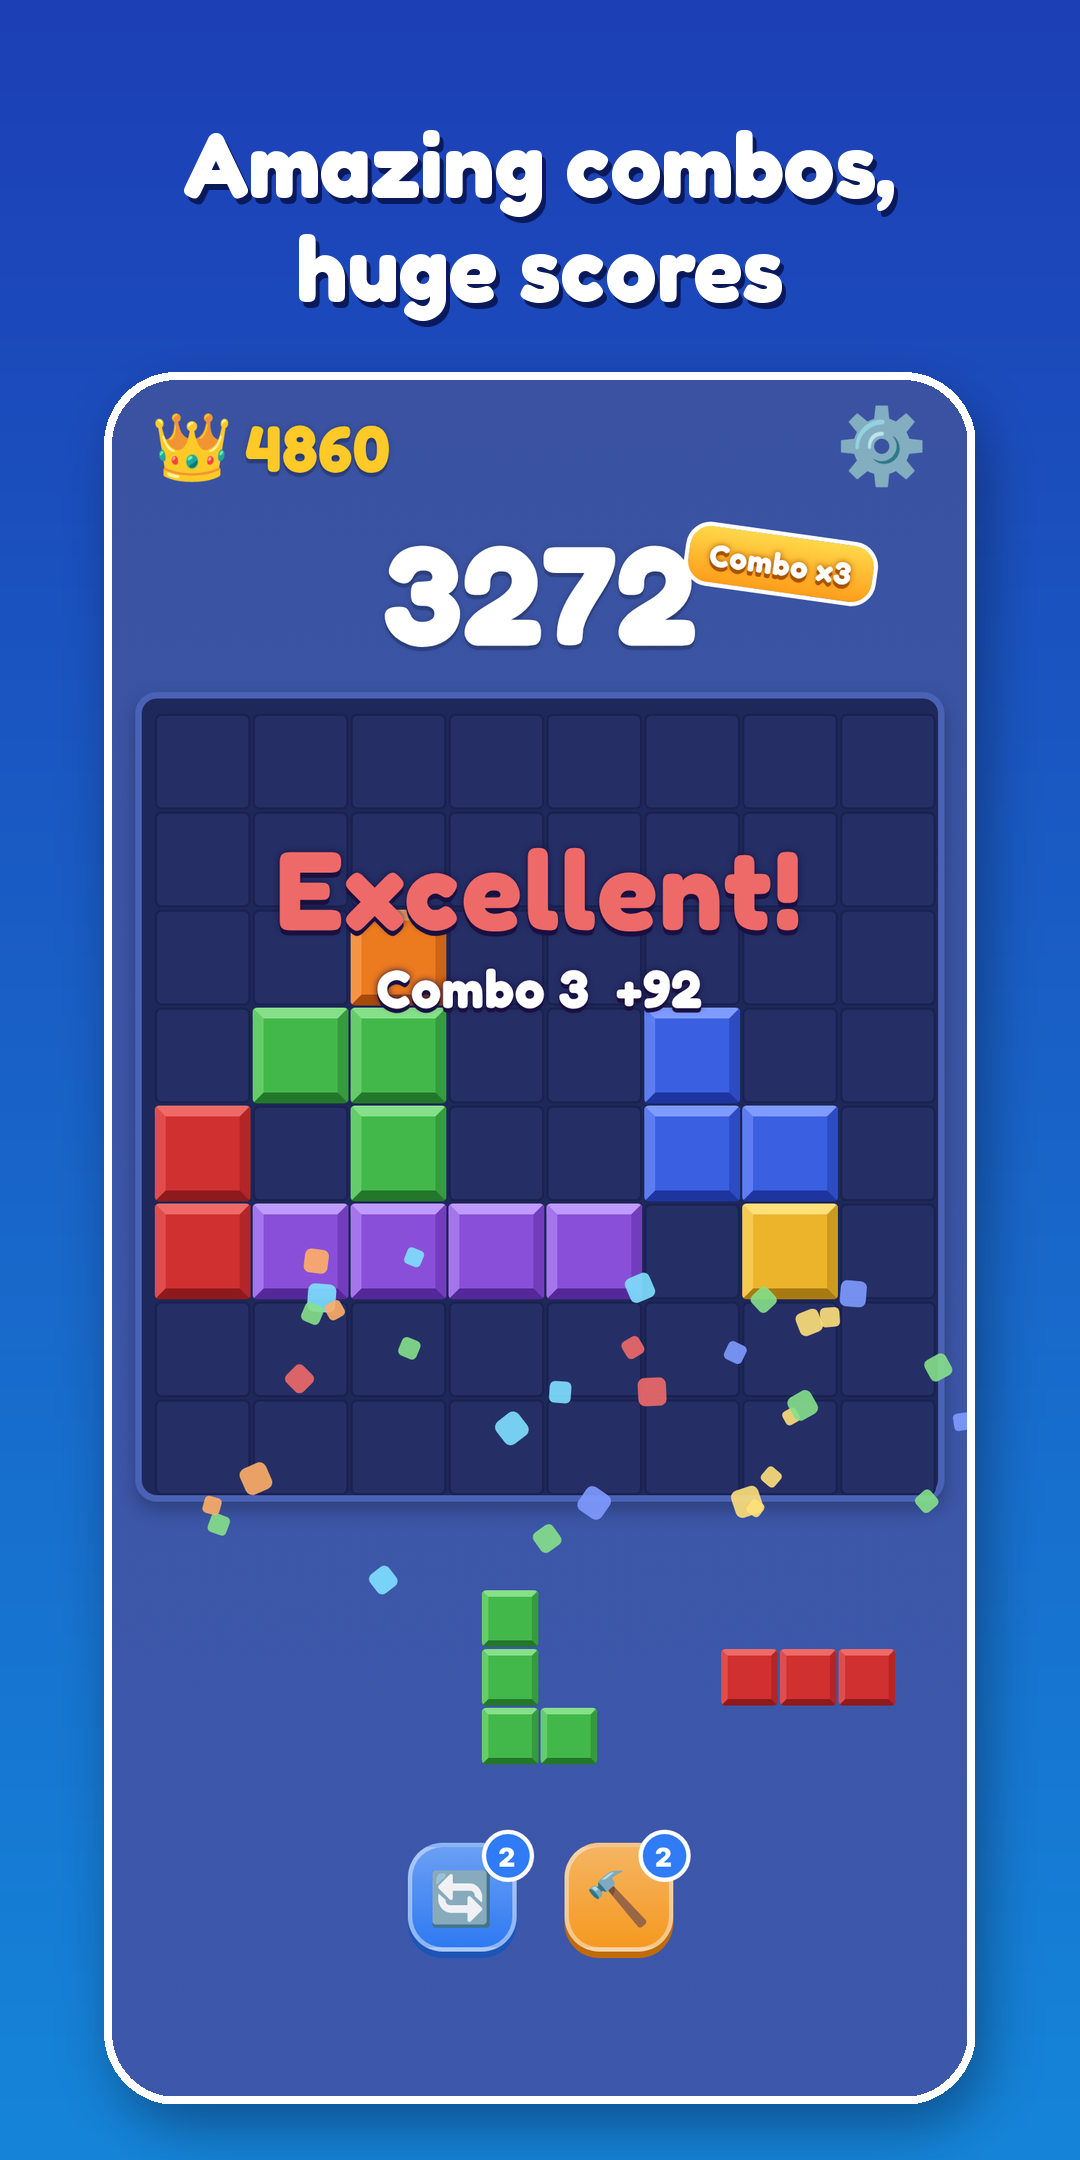 Amazing combos,
huge scores
4860
3272
Combo x3
Excellent!
Combo 3 +92
2
2